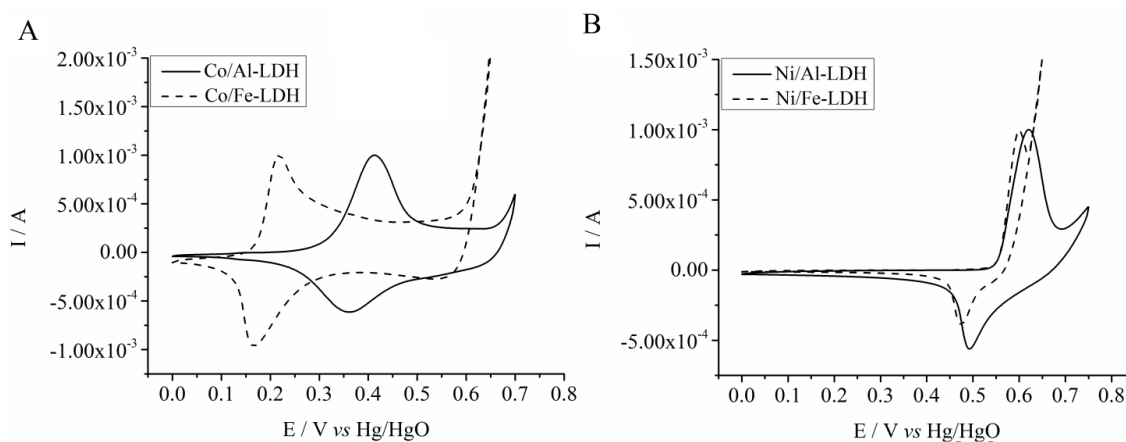 A
2.00x10⁻³
1.50x10⁻³
1.00x10⁻³
5.00x10⁻⁴
0.00
-5.00x10⁻⁴
-1.00x10⁻³
I / A
Co/Al-LDH
Co/Fe-LDH
0.0 0.1 0.2 0.3 0.4 0.5 0.6 0.7 0.8
E / V vs Hg/HgO
B
1.50x10⁻³
1.00x10⁻³
5.00x10⁻⁴
0.00
-5.00x10⁻⁴
I / A
Ni/Al-LDH
Ni/Fe-LDH
0.0 0.1 0.2 0.3 0.4 0.5 0.6 0.7 0.8
E / V vs Hg/HgO